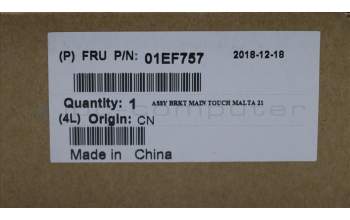 (P) FRU P/N: 01EF757 2018-12-18
Quantity: 1 ASSY BRKT MAIN TOUCH MALTA 21
(4L) Origin: CN
Made in China
computer